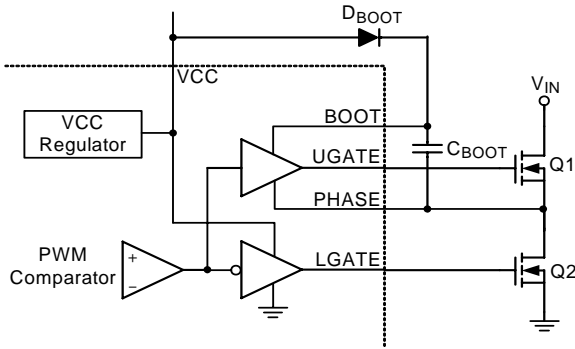 DBOOT
VCC
VIN
VCC
Regulator
BOOT
CBOOT
UGATE
Q1
PHASE
PWM
Comparator
+
−
LGATE
Q2